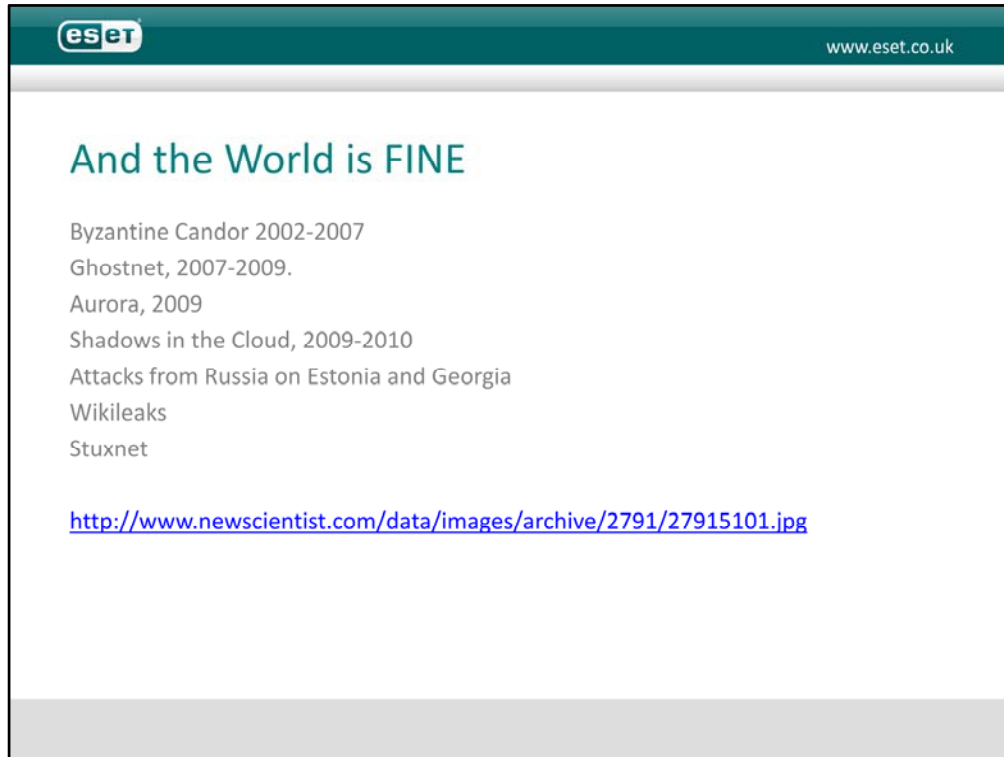 eset
www.eset.co.uk
And the World is FINE
Byzantine Candor 2002-2007
Ghostnet, 2007-2009.
Aurora, 2009
Shadows in the Cloud, 2009-2010
Attacks from Russia on Estonia and Georgia
Wikileaks
Stuxnet
http://www.newscientist.com/data/images/archive/2791/27915101.jpg